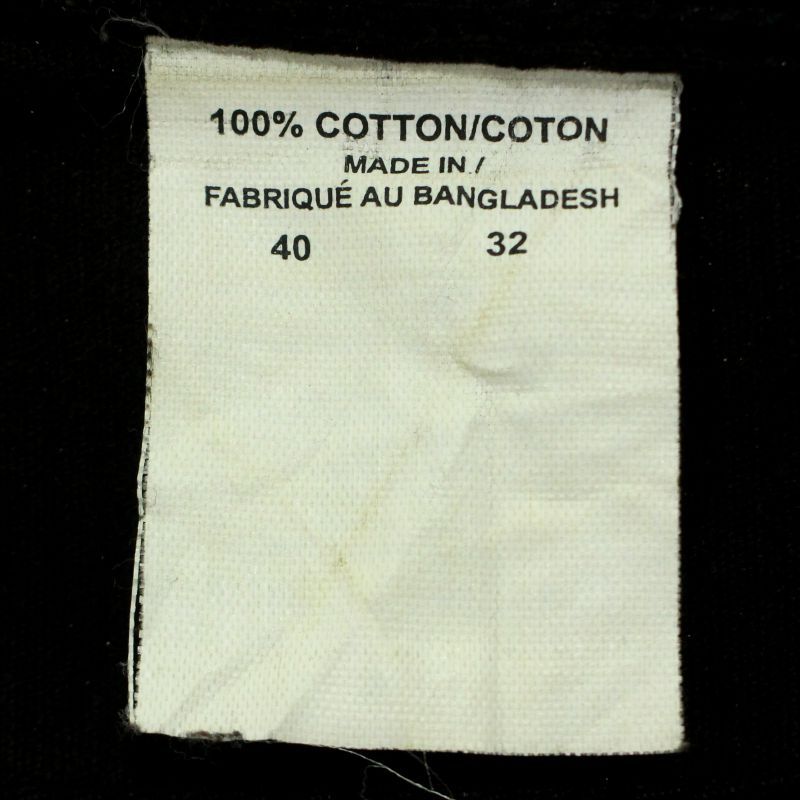 100% COTTON/COTON
MADE IN /
FABRIQUÉ AU BANGLADESH
40 32